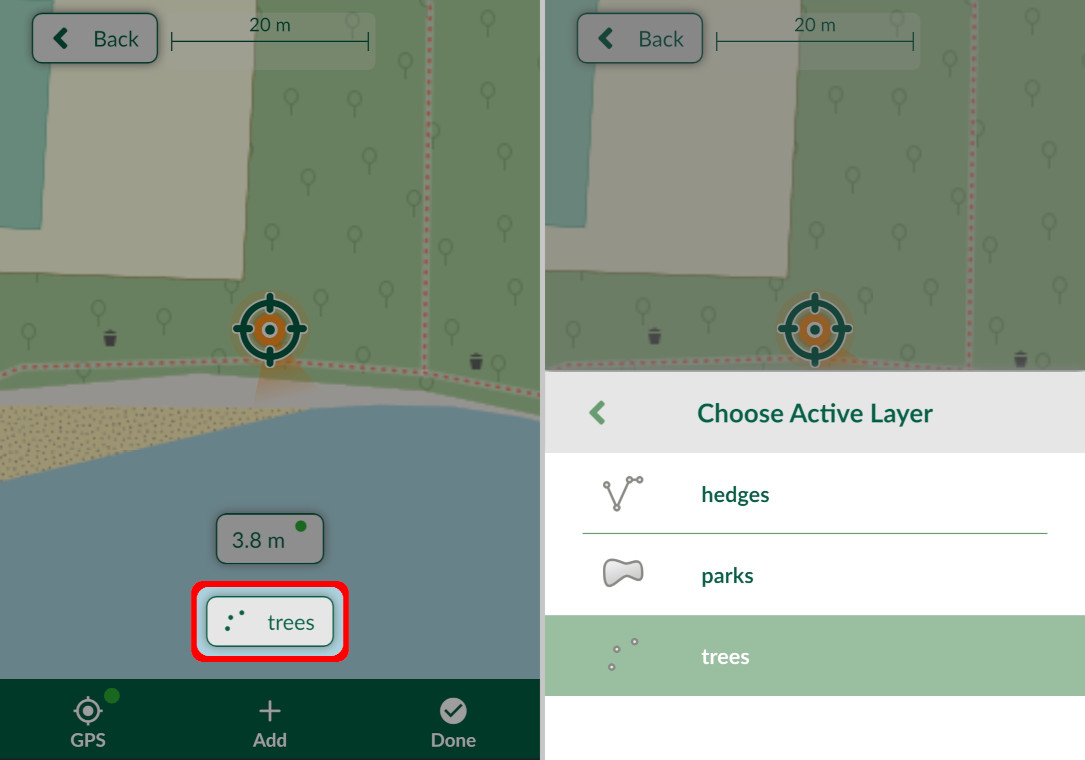 Back
20 m
3.8 m
trees
GPS
Add
Done
Back
20 m
Choose Active Layer
hedges
parks
trees